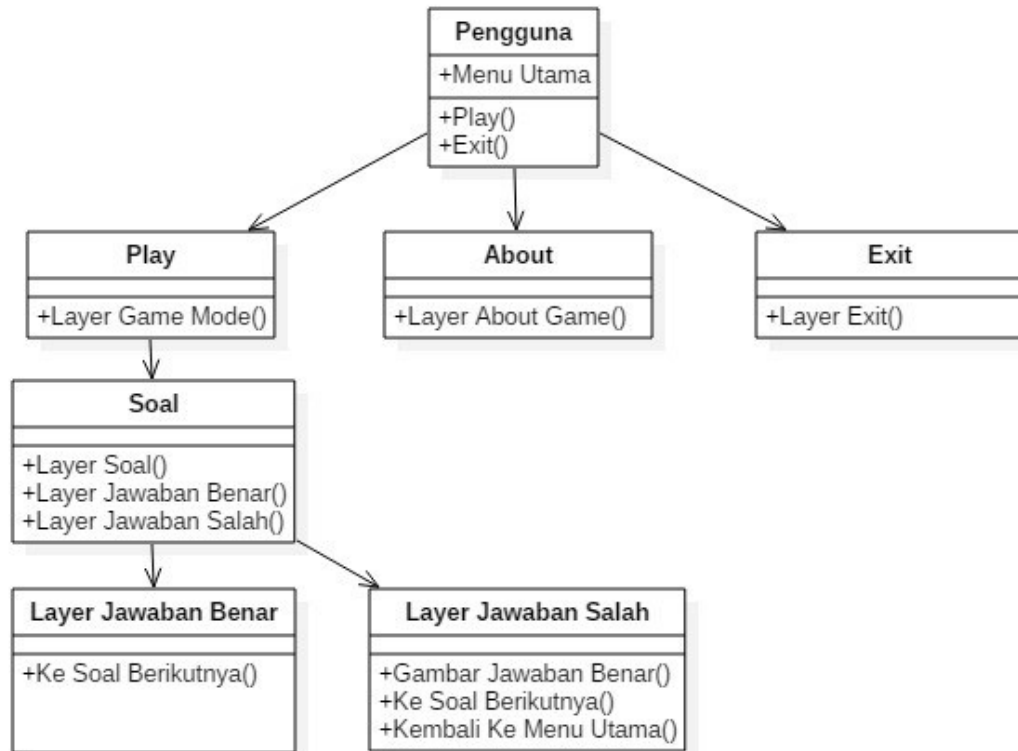 Pengguna
+Menu Utama
+Play()
+Exit()
Play
+Layer Game Mode()
About
+Layer About Game()
Exit
+Layer Exit()
Soal
+Layer Soal()
+Layer Jawaban Benar()
+Layer Jawaban Salah()
Layer Jawaban Benar
+Ke Soal Berikutnya()
Layer Jawaban Salah
+Gambar Jawaban Benar()
+Ke Soal Berikutnya()
+Kembali Ke Menu Utama()